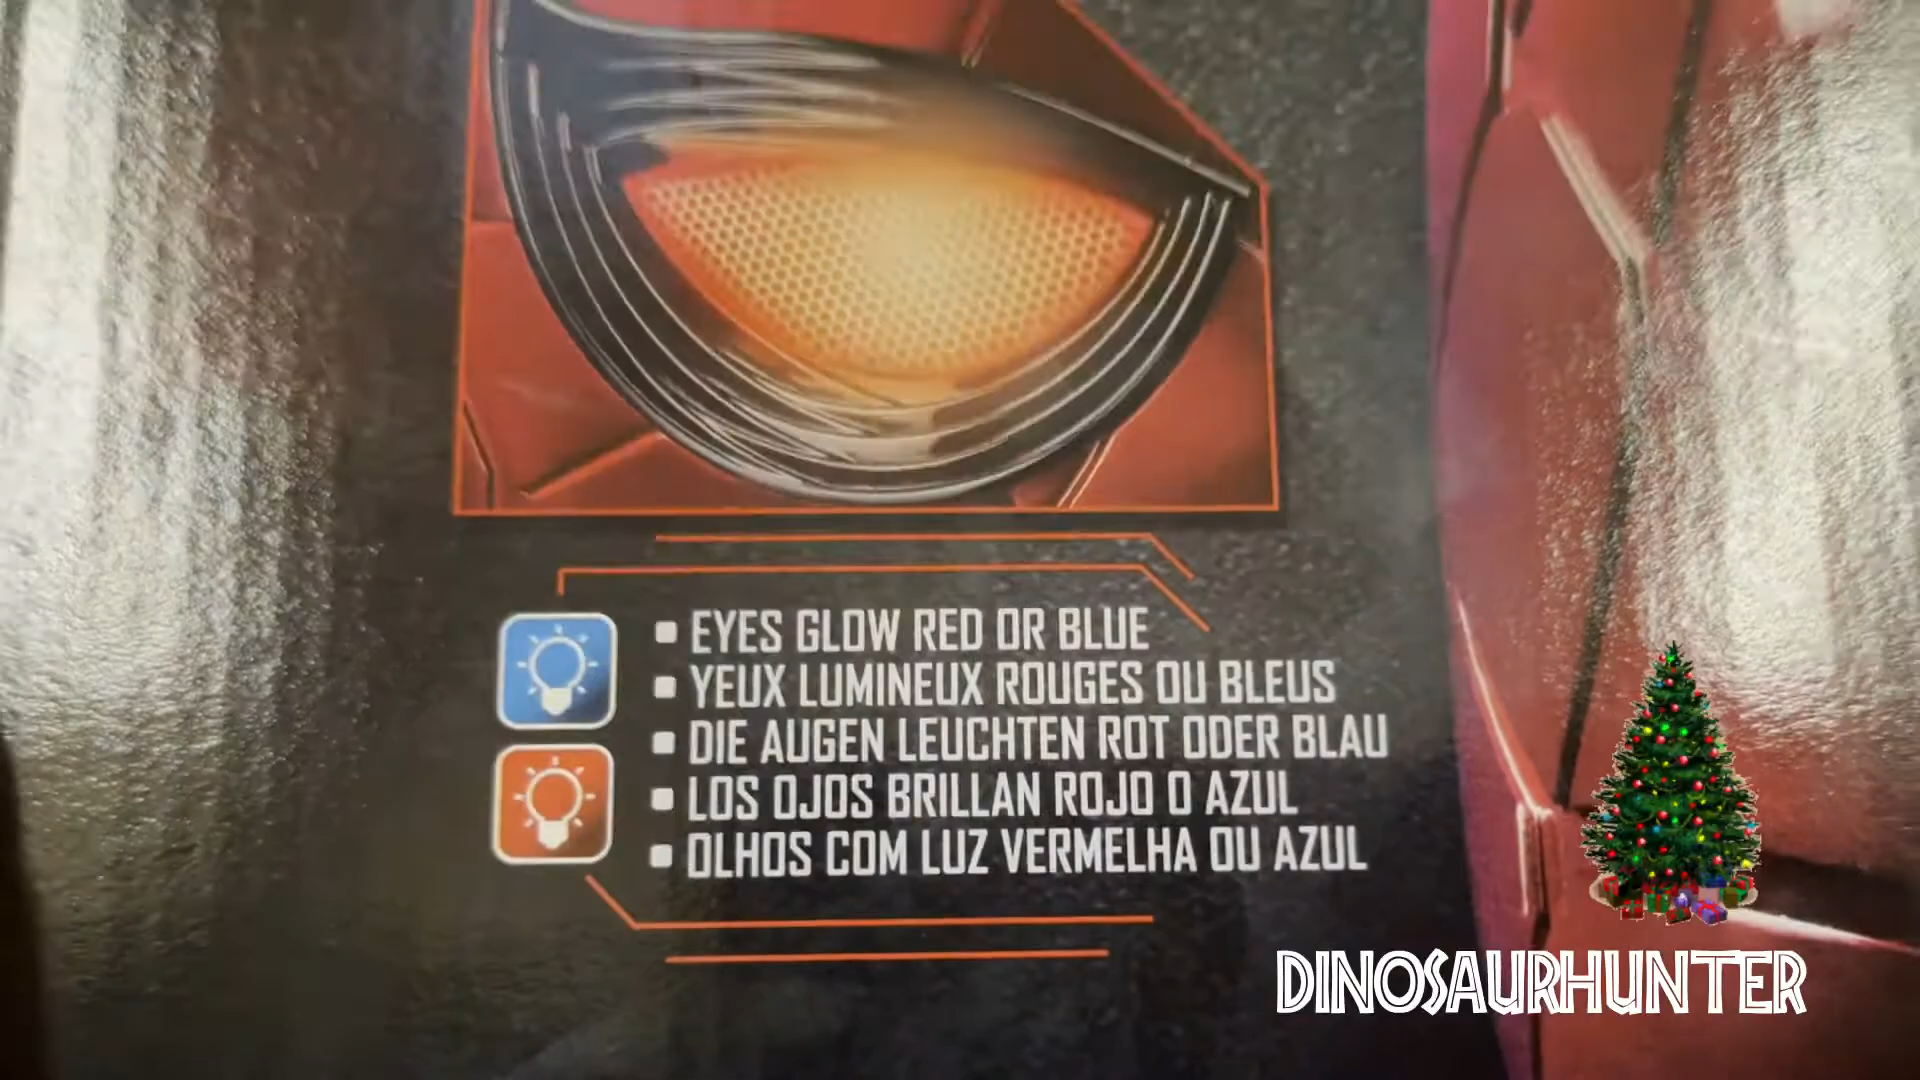 EYES GLOW RED OR BLUE
YEUX LUMINEUX ROUGES OU BLEUS
DIE AUGEN LEUCHTEN ROT ODER BLAU
LOS OJOS BRILLAN ROJO O AZUL
OLHOS COM LUZ VERMELHA OU AZUL
DINOSAURHUNTER